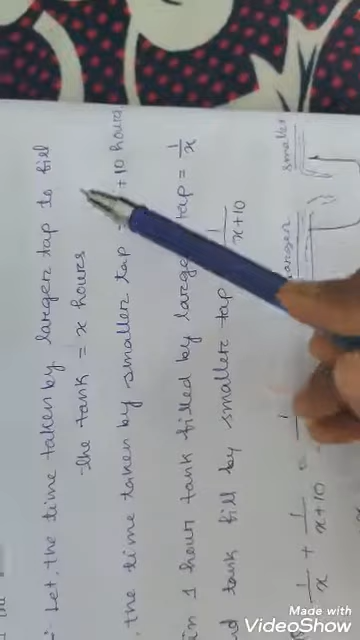 :- Let. the time taken by larger tap to fill
the tank = x hours
the time taken by smaller tap + 10 hours.
in 1 hour tank filled by large tap = 1/x
tank fill by smaller tap 1/x+10
1/x + 1/x+10 =
larger smaller
Made with
VideoShow